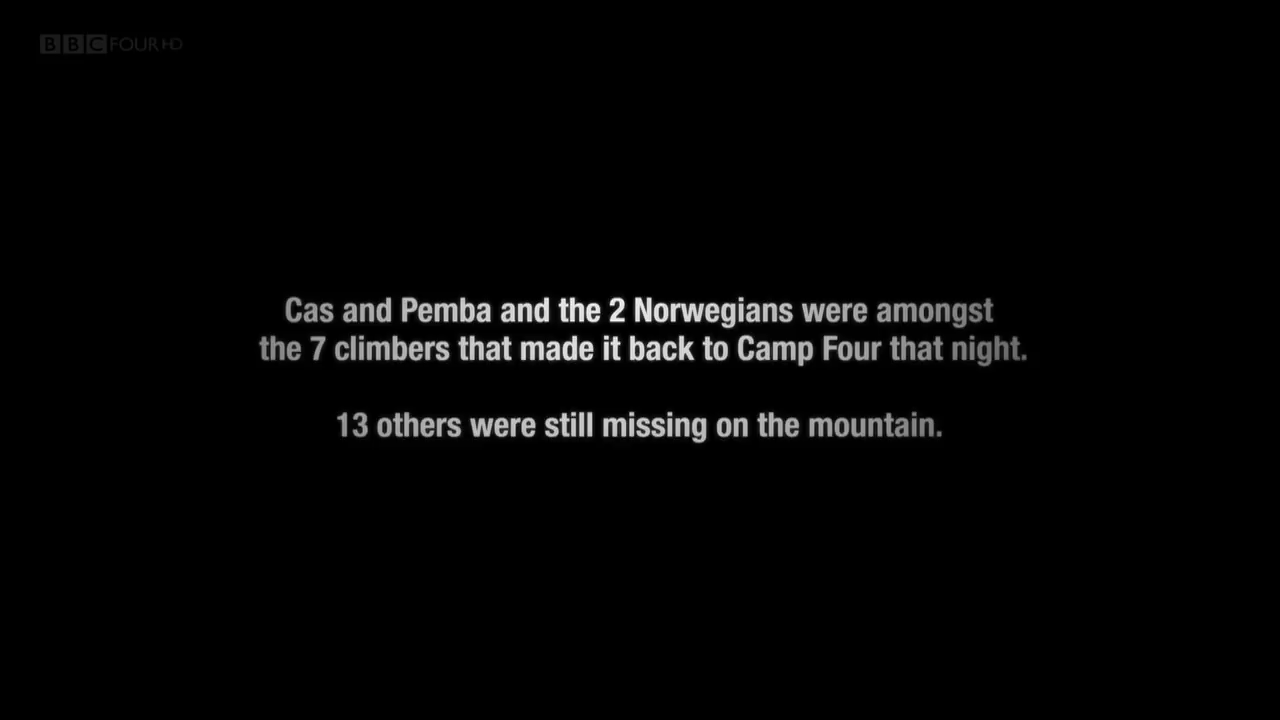 BBC FOUR HD
Cas and Pemba and the 2 Norwegians were amongst
the 7 climbers that made it back to Camp Four that night.
13 others were still missing on the mountain.